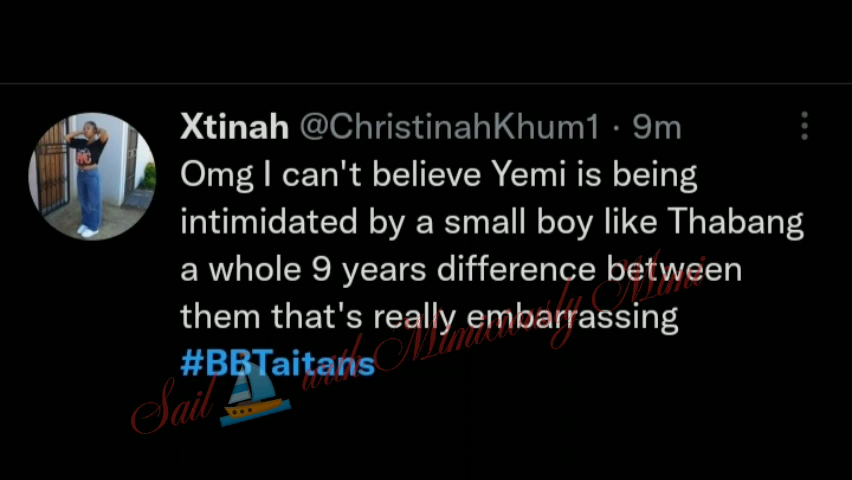 Xtinah @ChristinahKhum1 · 9m
Omg I can't believe Yemi is being
intimidated by a small boy like Thabang
a whole 9 years difference between
them that's really embarrassing
#BBTaitans
Sail with Mimiciously Mimi